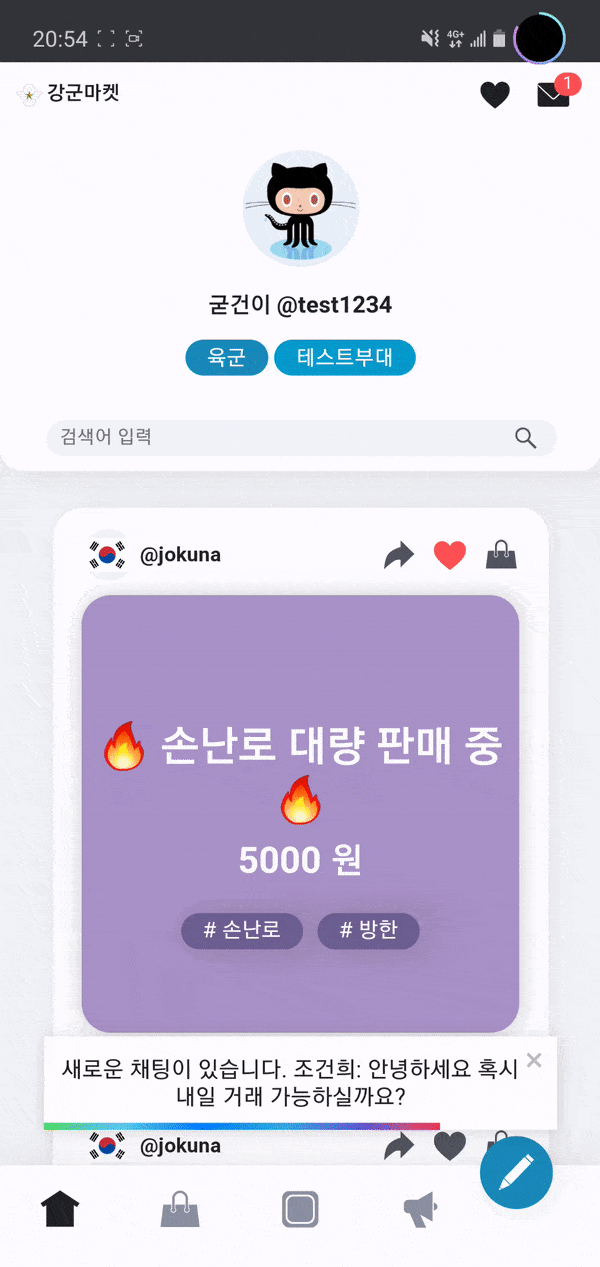 20:54
4G+
강군마켓
1
굳건이 @test1234
육군
테스트부대
검색어 입력
@jokuna
🔥 손난로 대량 판매 중
🔥
5000 원
# 손난로
# 방한
새로운 채팅이 있습니다. 조건희: 안녕하세요 혹시
내일 거래 가능하실까요?
@jokuna